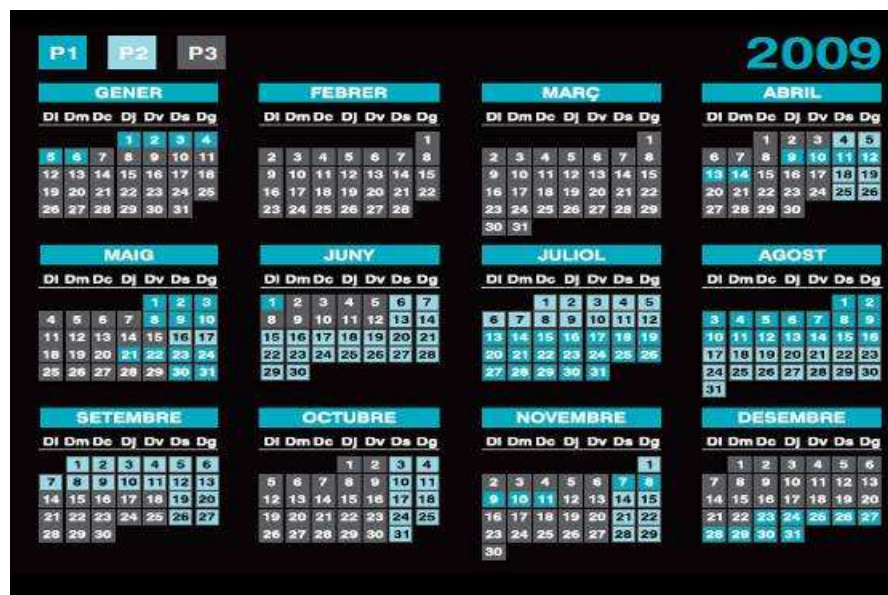 P1 P2 P3 2009
GENER FEBRER MARÇ ABRIL
Dl Dm Dc Dj Dv Ds Dg Dl Dm Dc Dj Dv Ds Dg Dl Dm Dc Dj Dv Ds Dg Dl Dm Dc Dj Dv Ds Dg
1 2 3 4 1 1 1 2 3 4 5
5 6 7 8 9 10 11 2 3 4 5 6 7 8 2 3 4 5 6 7 8 6 7 8 9 10 11 12
12 13 14 15 16 17 18 9 10 11 12 13 14 15 9 10 11 12 13 14 15 13 14 15 16 17 18 19
19 20 21 22 23 24 25 16 17 18 19 20 21 22 16 17 18 19 20 21 22 20 21 22 23 24 25 26
26 27 28 29 30 31 23 24 25 26 27 28 23 24 25 26 27 28 29 27 28 29 30
30 31
MAIG JUNY JULIOL AGOST
Dl Dm Dc Dj Dv Ds Dg Dl Dm Dc Dj Dv Ds Dg Dl Dm Dc Dj Dv Ds Dg Dl Dm Dc Dj Dv Ds Dg
1 2 3 1 2 3 4 5 6 7 1 2 3 4 5 1 2
4 5 6 7 8 9 10 8 9 10 11 12 13 14 6 7 8 9 10 11 12 3 4 5 6 7 8 9
11 12 13 14 15 16 17 15 16 17 18 19 20 21 13 14 15 16 17 18 19 10 11 12 13 14 15 16
18 19 20 21 22 23 24 22 23 24 25 26 27 28 20 21 22 23 24 25 26 17 18 19 20 21 22 23
25 26 27 28 29 30 31 29 30 27 28 29 30 31 24 25 26 27 28 29 30
31
SETEMBRE OCTUBRE NOVEMBRE DESEMBRE
Dl Dm Dc Dj Dv Ds Dg Dl Dm Dc Dj Dv Ds Dg Dl Dm Dc Dj Dv Ds Dg Dl Dm Dc Dj Dv Ds Dg
1 2 3 4 5 6 1 2 3 4 1 1 2 3 4 5 6
7 8 9 10 11 12 13 5 6 7 8 9 10 11 2 3 4 5 6 7 8 7 8 9 10 11 12 13
14 15 16 17 18 19 20 12 13 14 15 16 17 18 9 10 11 12 13 14 15 14 15 16 17 18 19 20
21 22 23 24 25 26 27 19 20 21 22 23 24 25 16 17 18 19 20 21 22 21 22 23 24 25 26 27
28 29 30 26 27 28 29 30 31 23 24 25 26 27 28 29 28 29 30 31
30